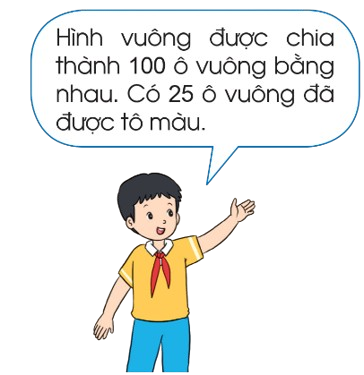 Hình vuông được chia
thành 100 ô vuông bằng
nhau. Có 25 ô vuông đã
được tô màu.